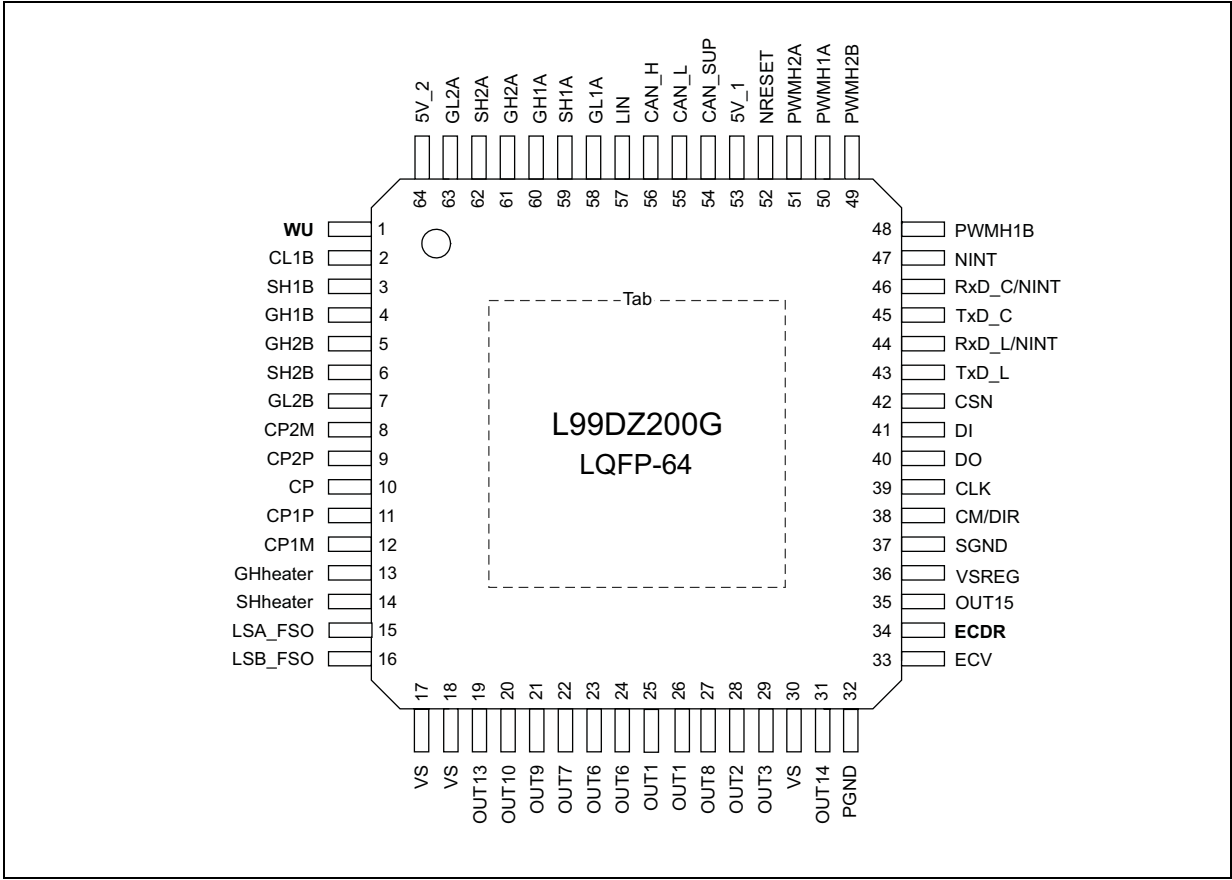 5V_2
GL2A
SH2A
GH2A
GH1A
SH1A
GL1A
LIN
CAN_H
CAN_L
CAN_SUP
5V_1
NRESET
PWMH2A
PWMH1A
PWMH2B
64
63
62
61
60
59
58
57
56
55
54
53
52
51
50
49
WU 1
CL1B 2
SH1B 3
GH1B 4
GH2B 5
SH2B 6
GL2B 7
CP2M 8
CP2P 9
CP 10
CP1P 11
CP1M 12
GHheater 13
SHheater 14
LSA_FSO 15
LSB_FSO 16
Tab
L99DZ200G
LQFP-64
48 PWMH1B
47 NINT
46 RxD_C/NINT
45 TxD_C
44 RxD_L/NINT
43 TxD_L
42 CSN
41 DI
40 DO
39 CLK
38 CM/DIR
37 SGND
36 VSREG
35 OUT15
34 ECDR
33 ECV
17
18
19
20
21
22
23
24
25
26
27
28
29
30
31
32
VS
VS
OUT13
OUT10
OUT9
OUT7
OUT6
OUT6
OUT1
OUT1
OUT8
OUT2
OUT3
VS
OUT14
PGND